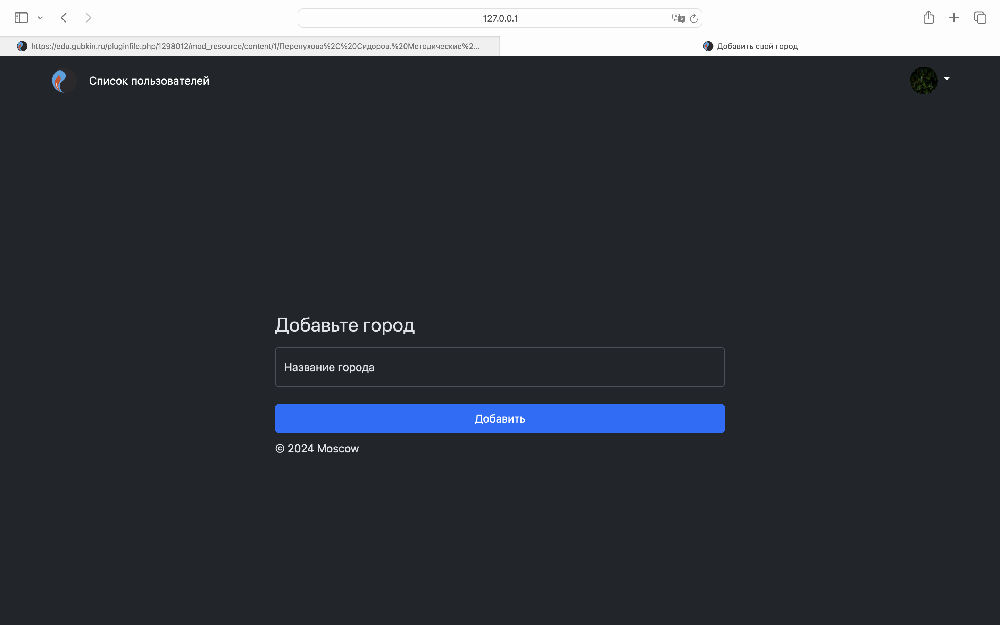 127.0.0.1
https://edu.gubkin.ru/pluginfile.php/1298012/mod_resource/content/1/Перепухова%2C%20Сидоров.%20Методические%2...
Добавить свой город
Список пользователей
Добавьте город
Название города
Добавить
© 2024 Moscow